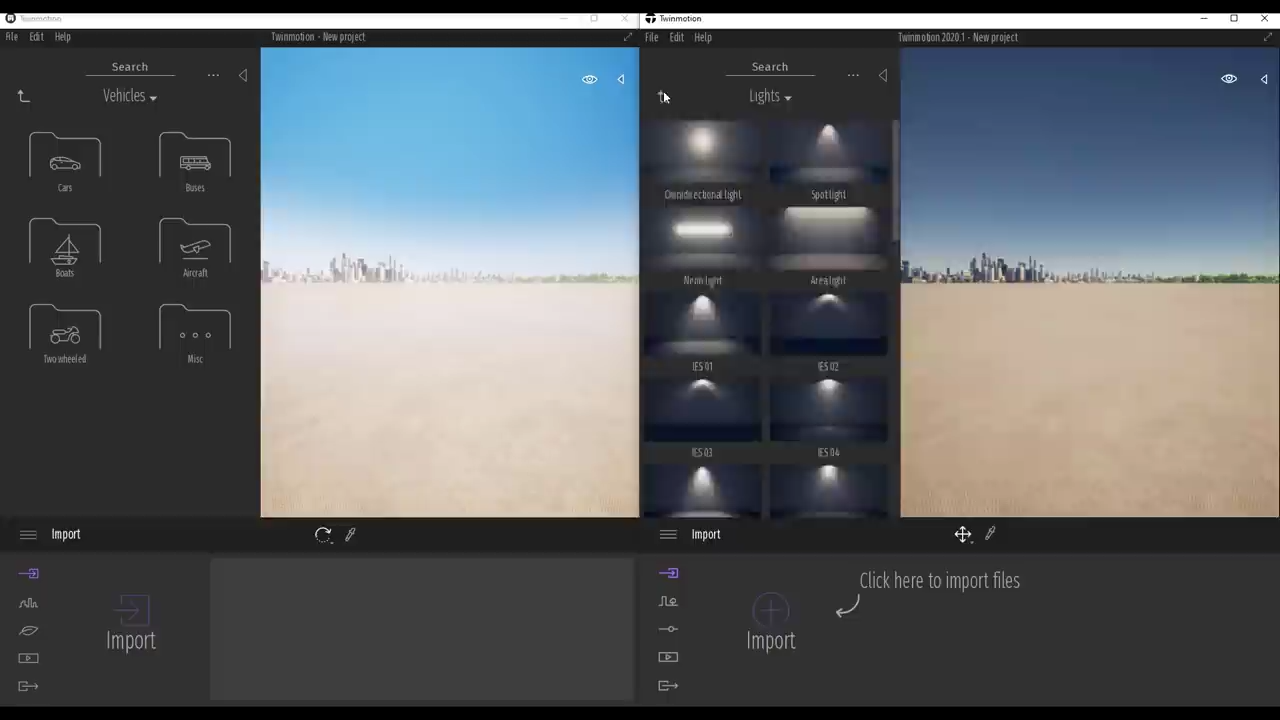 Twinmotion
File Edit Help
Twinmotion - New project
Search
...
Vehicles
Cars
Buses
Boats
Aircraft
Two wheeled
Misc
Import
Import
Twinmotion
File Edit Help
Twinmotion 2020.1 - New project
Search
...
Lights
Omnidirectional light
Spot light
Neon light
Area light
IES 01
IES 02
IES 03
IES 04
Import
Click here to import files
Import